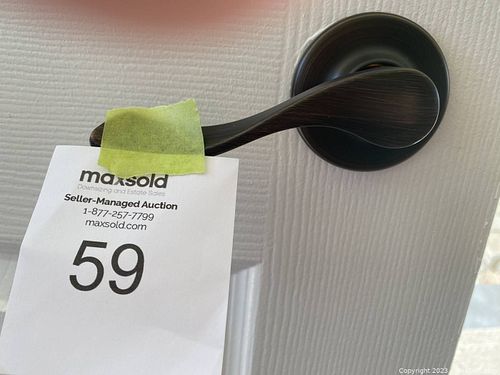 maxsold
Downsizing and Estate Sales
Seller-Managed Auction
1-877-257-7799
maxsold.com
59
Copyright 2023